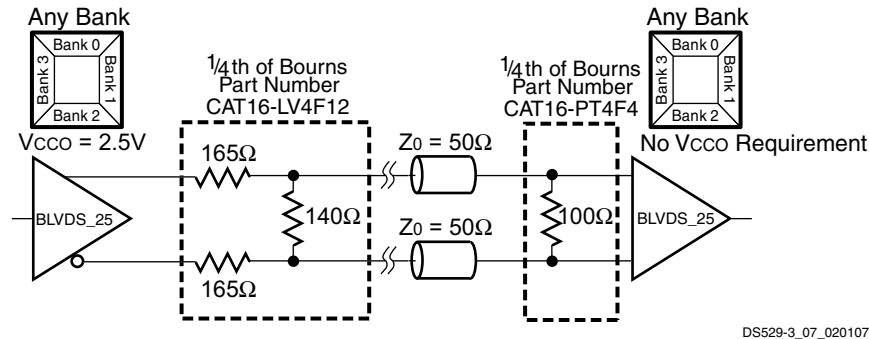 Any Bank
Bank 0
Bank 3
Bank 1
Bank 2
VCCO = 2.5V
1/4th of Bourns
Part Number
CAT16-LV4F12
1/4th of Bourns
Part Number
CAT16-PT4F4
Any Bank
Bank 0
Bank 3
Bank 1
Bank 2
No VCCO Requirement
BLVDS_25
165Ω
140Ω
165Ω
Z0 = 50Ω
Z0 = 50Ω
100Ω
BLVDS_25
DS529-3_07_020107